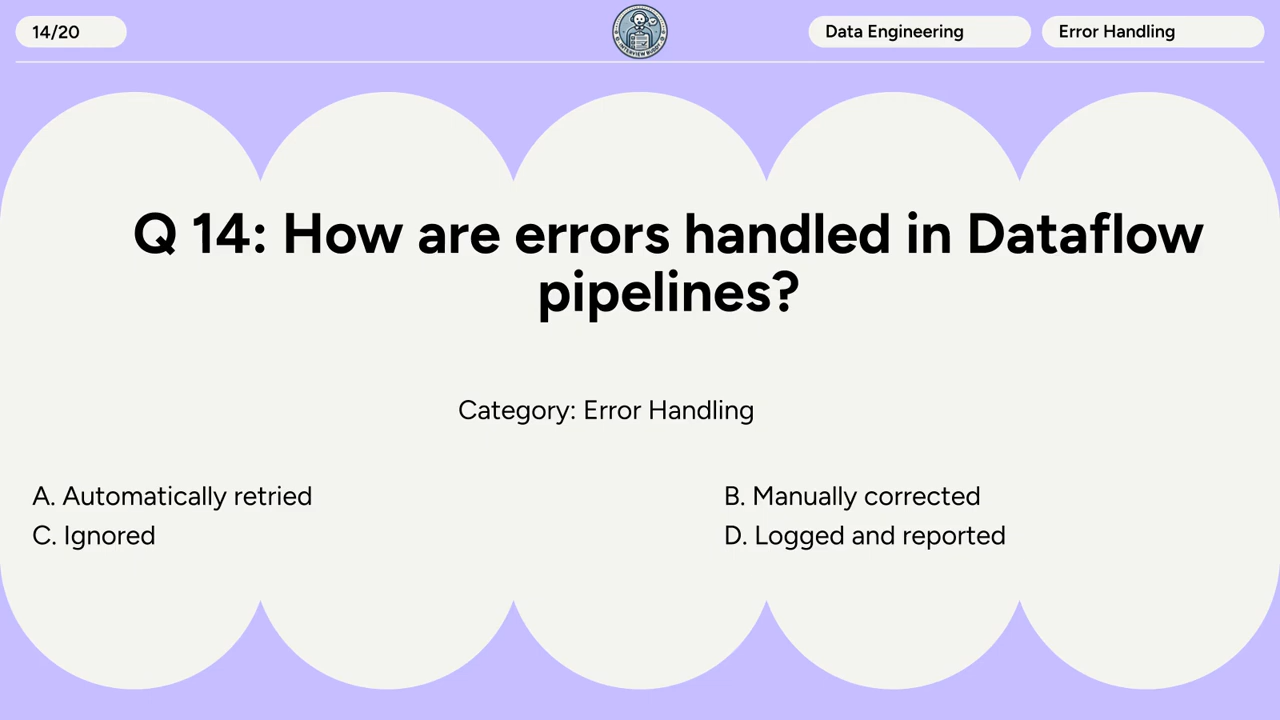 14/20
Data Engineering
Error Handling
Q 14: How are errors handled in Dataflow
pipelines?
Category: Error Handling
A. Automatically retried
B. Manually corrected
C. Ignored
D. Logged and reported